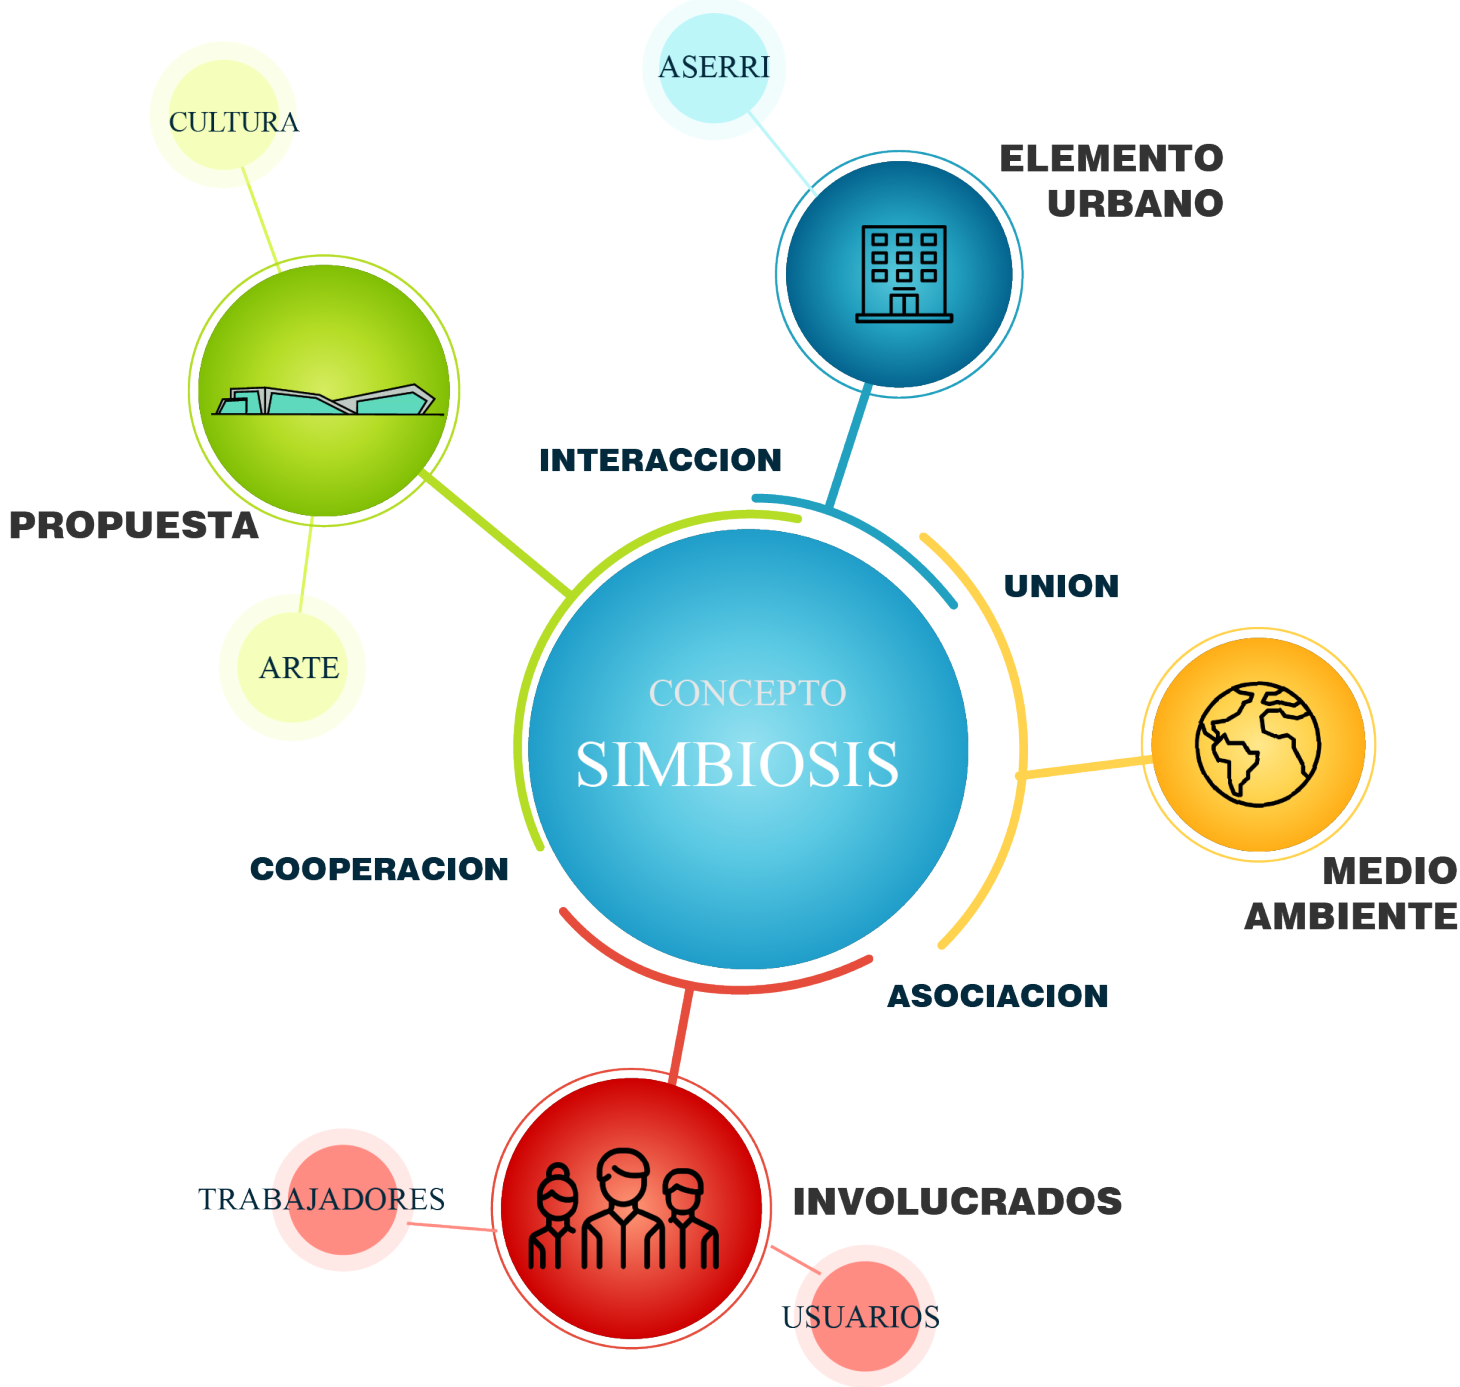 ASERRI
CULTURA
ELEMENTO
URBANO
INTERACCION
PROPUESTA
UNION
ARTE
CONCEPTO
SIMBIOSIS
COOPERACION
MEDIO
AMBIENTE
ASOCIACION
TRABAJADORES
INVOLUCRADOS
USUARIOS